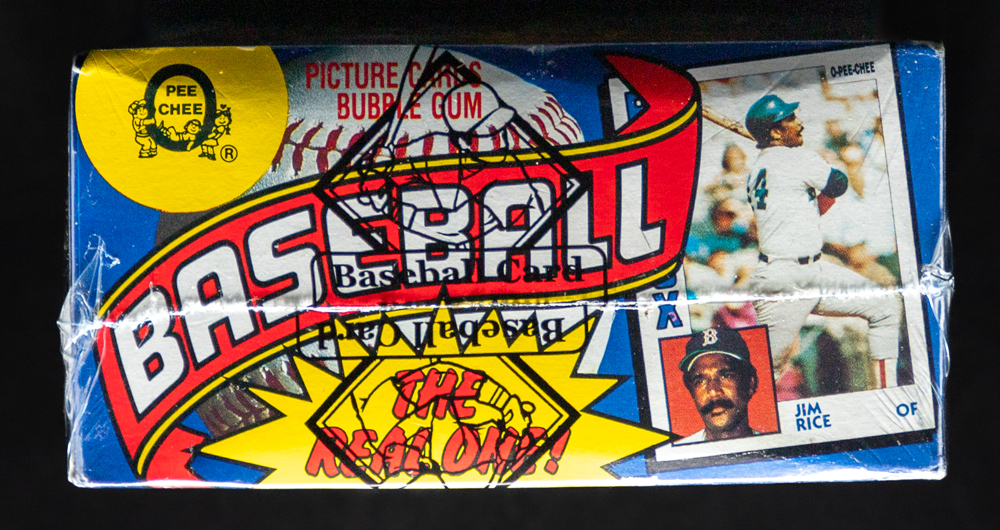 O
PEE
CHEE
®
PICTURE CARDS
BUBBLE GUM
BASEBALL
Baseball Card
Baseball Card
THE
REAL ONE!
O-PEE-CHEE
44
X
B
JIM
RICE
OF